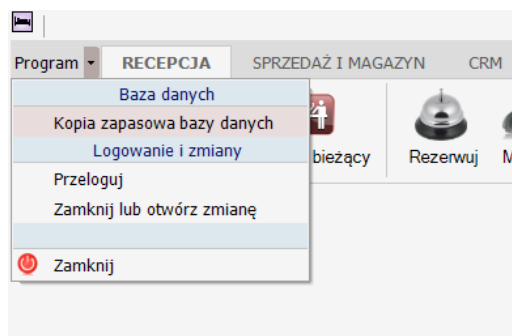 Program RECEPCJA SPRZEDAŻ I MAGAZYN CRM
Baza danych
Kopia zapasowa bazy danych
bieżący Rezerwuj M
Logowanie i zmiany
Przeloguj
Zamknij lub otwórz zmianę
Zamknij